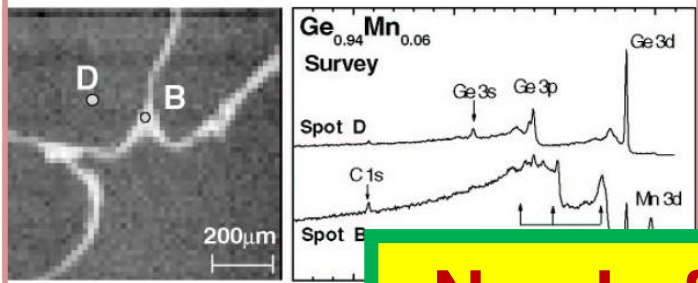 D
B
200μm
Ge0.94Mn0.06
Survey
Ge 3d
Ge 3s
Ge 3p
Spot D
C 1s
Mn 3d
Spot B